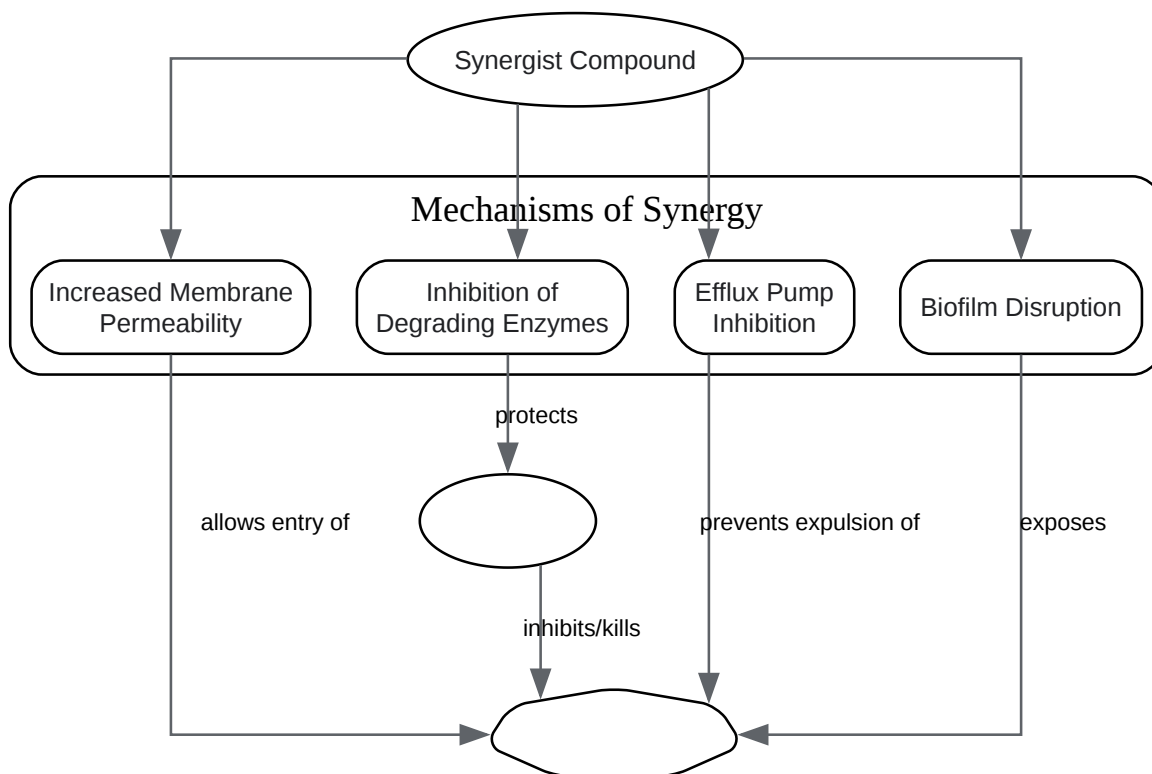 Synergist Compound
Mechanisms of Synergy
Increased Membrane
Permeability
Inhibition of
Degrading Enzymes
Efflux Pump
Inhibition
Biofilm Disruption
protects
allows entry of
prevents expulsion of
exposes
inhibits/kills